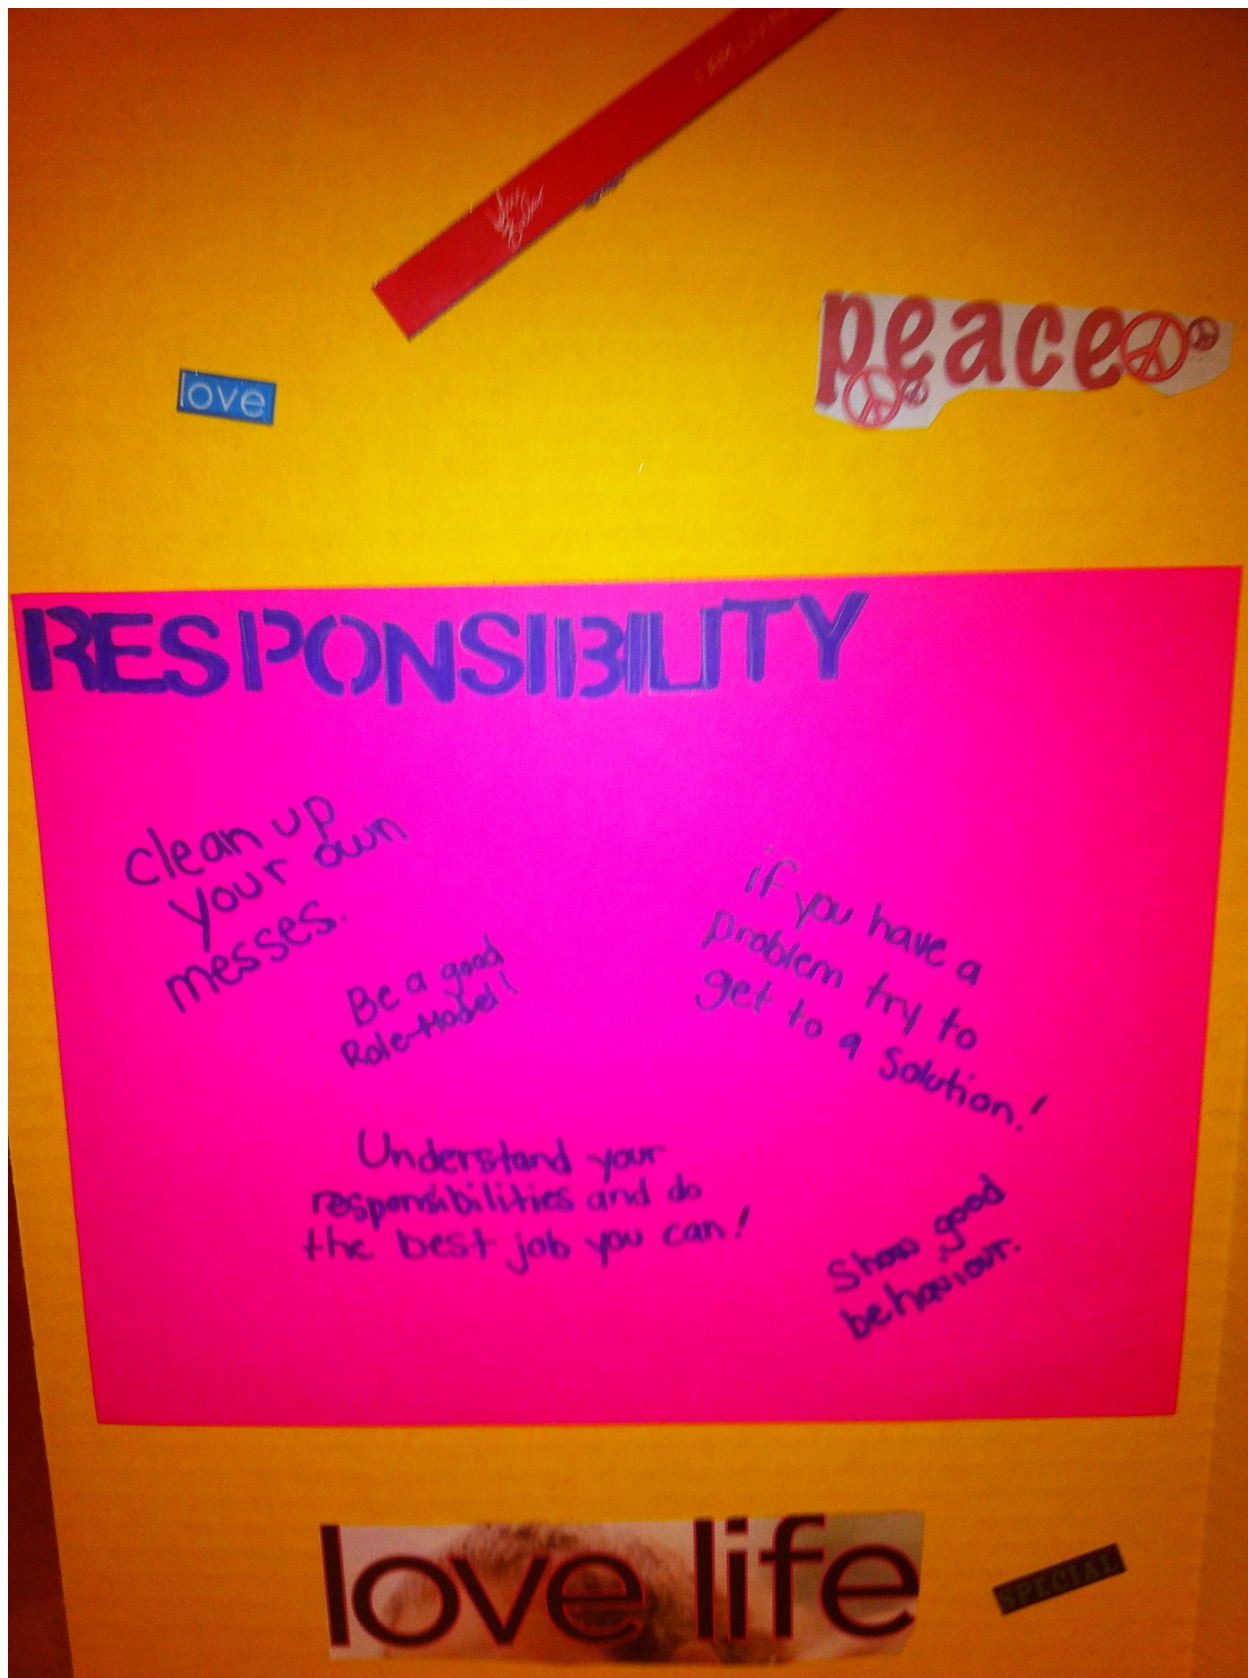 peace
love
RESPONSIBILITY
clean up
your own
messes.
Be a good
Role-Model!
if you have a
problem try to
get to a solution!
Understand your
responsibilities and do
the best job you can!
Show good
behaviour.
love life
SPECIAL